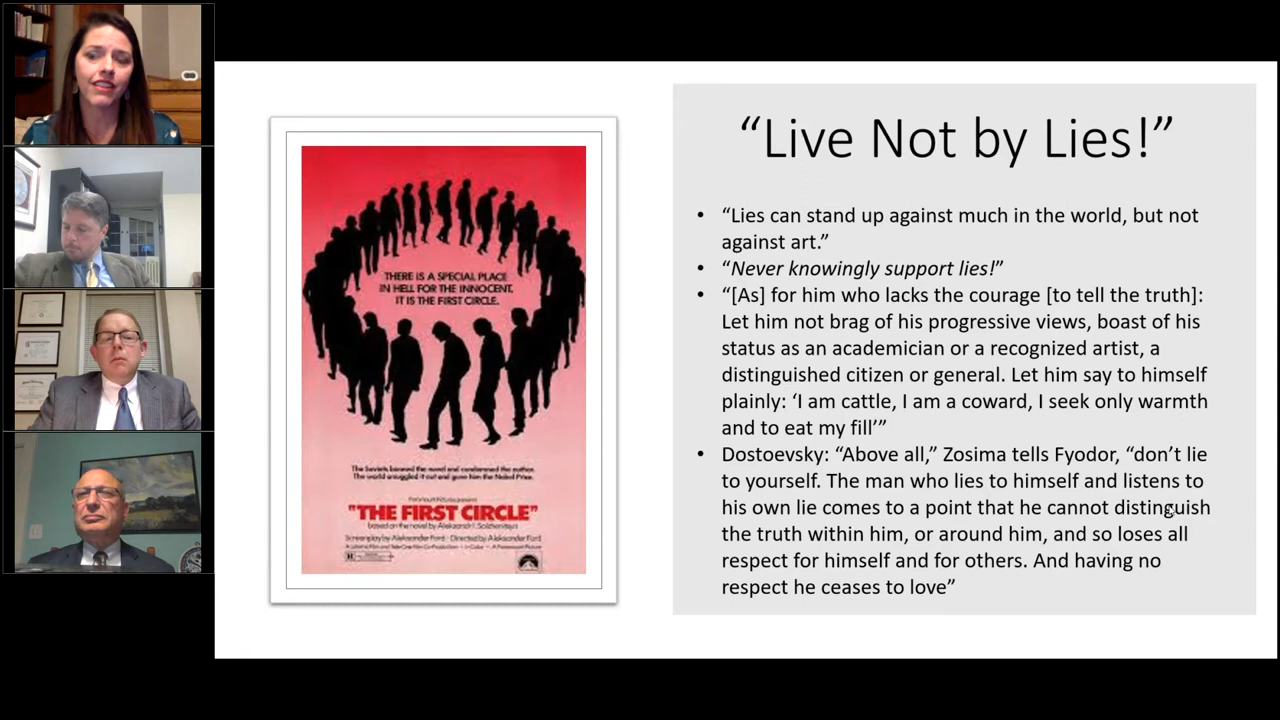 THERE IS A SPECIAL PLACE
IN HELL FOR THE INNOCENT.
IT IS THE FIRST CIRCLE.
The Soviets banned the novel and condemned the author.
The world smuggled it out and gave him the Nobel Prize.
Paramount Pictures presents
"THE FIRST CIRCLE"
based on the novel by Aleksandr I. Solzhenitsyn
Screenplay by Aleksander Ford · Directed by Aleksander Ford
In Color · A Paramount Picture
R
“Live Not by Lies!”
• “Lies can stand up against much in the world, but not
against art.”
• “Never knowingly support lies!”
• “[As] for him who lacks the courage [to tell the truth]:
Let him not brag of his progressive views, boast of his
status as an academician or a recognized artist, a
distinguished citizen or general. Let him say to himself
plainly: ‘I am cattle, I am a coward, I seek only warmth
and to eat my fill’”
• Dostoevsky: “Above all,” Zosima tells Fyodor, “don’t lie
to yourself. The man who lies to himself and listens to
his own lie comes to a point that he cannot distinguish
the truth within him, or around him, and so loses all
respect for himself and for others. And having no
respect he ceases to love”